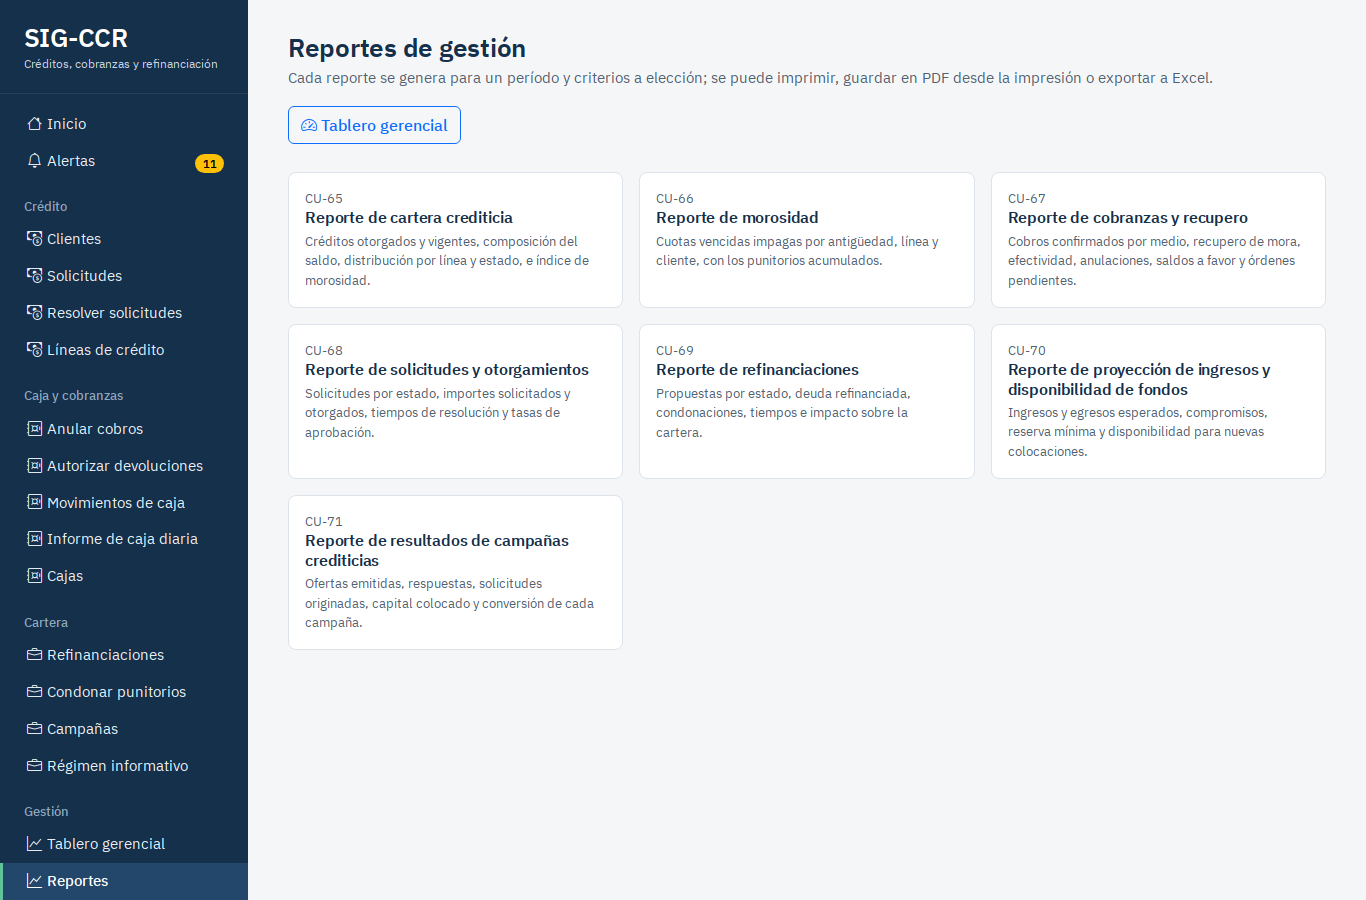 SIG-CCR
Créditos, cobranzas y refinanciación
Inicio
Alertas
11
Crédito
Clientes
Solicitudes
Resolver solicitudes
Líneas de crédito
Caja y cobranzas
Anular cobros
Autorizar devoluciones
Movimientos de caja
Informe de caja diaria
Cajas
Cartera
Refinanciaciones
Condonar punitorios
Campañas
Régimen informativo
Gestión
Tablero gerencial
Reportes
Reportes de gestión
Cada reporte se genera para un período y criterios a elección; se puede imprimir, guardar en PDF desde la impresión o exportar a Excel.
Tablero gerencial
CU-65
Reporte de cartera crediticia
Créditos otorgados y vigentes, composición del
saldo, distribución por línea y estado, e índice de
morosidad.
CU-66
Reporte de morosidad
Cuotas vencidas impagas por antigüedad, línea y
cliente, con los punitorios acumulados.
CU-67
Reporte de cobranzas y recupero
Cobros confirmados por medio, recupero de mora,
efectividad, anulaciones, saldos a favor y órdenes
pendientes.
CU-68
Reporte de solicitudes y otorgamientos
Solicitudes por estado, importes solicitados y
otorgados, tiempos de resolución y tasas de
aprobación.
CU-69
Reporte de refinanciaciones
Propuestas por estado, deuda refinanciada,
condonaciones, tiempos e impacto sobre la
cartera.
CU-70
Reporte de proyección de ingresos y
disponibilidad de fondos
Ingresos y egresos esperados, compromisos,
reserva mínima y disponibilidad para nuevas
colocaciones.
CU-71
Reporte de resultados de campañas
crediticias
Ofertas emitidas, respuestas, solicitudes
originadas, capital colocado y conversión de cada
campaña.